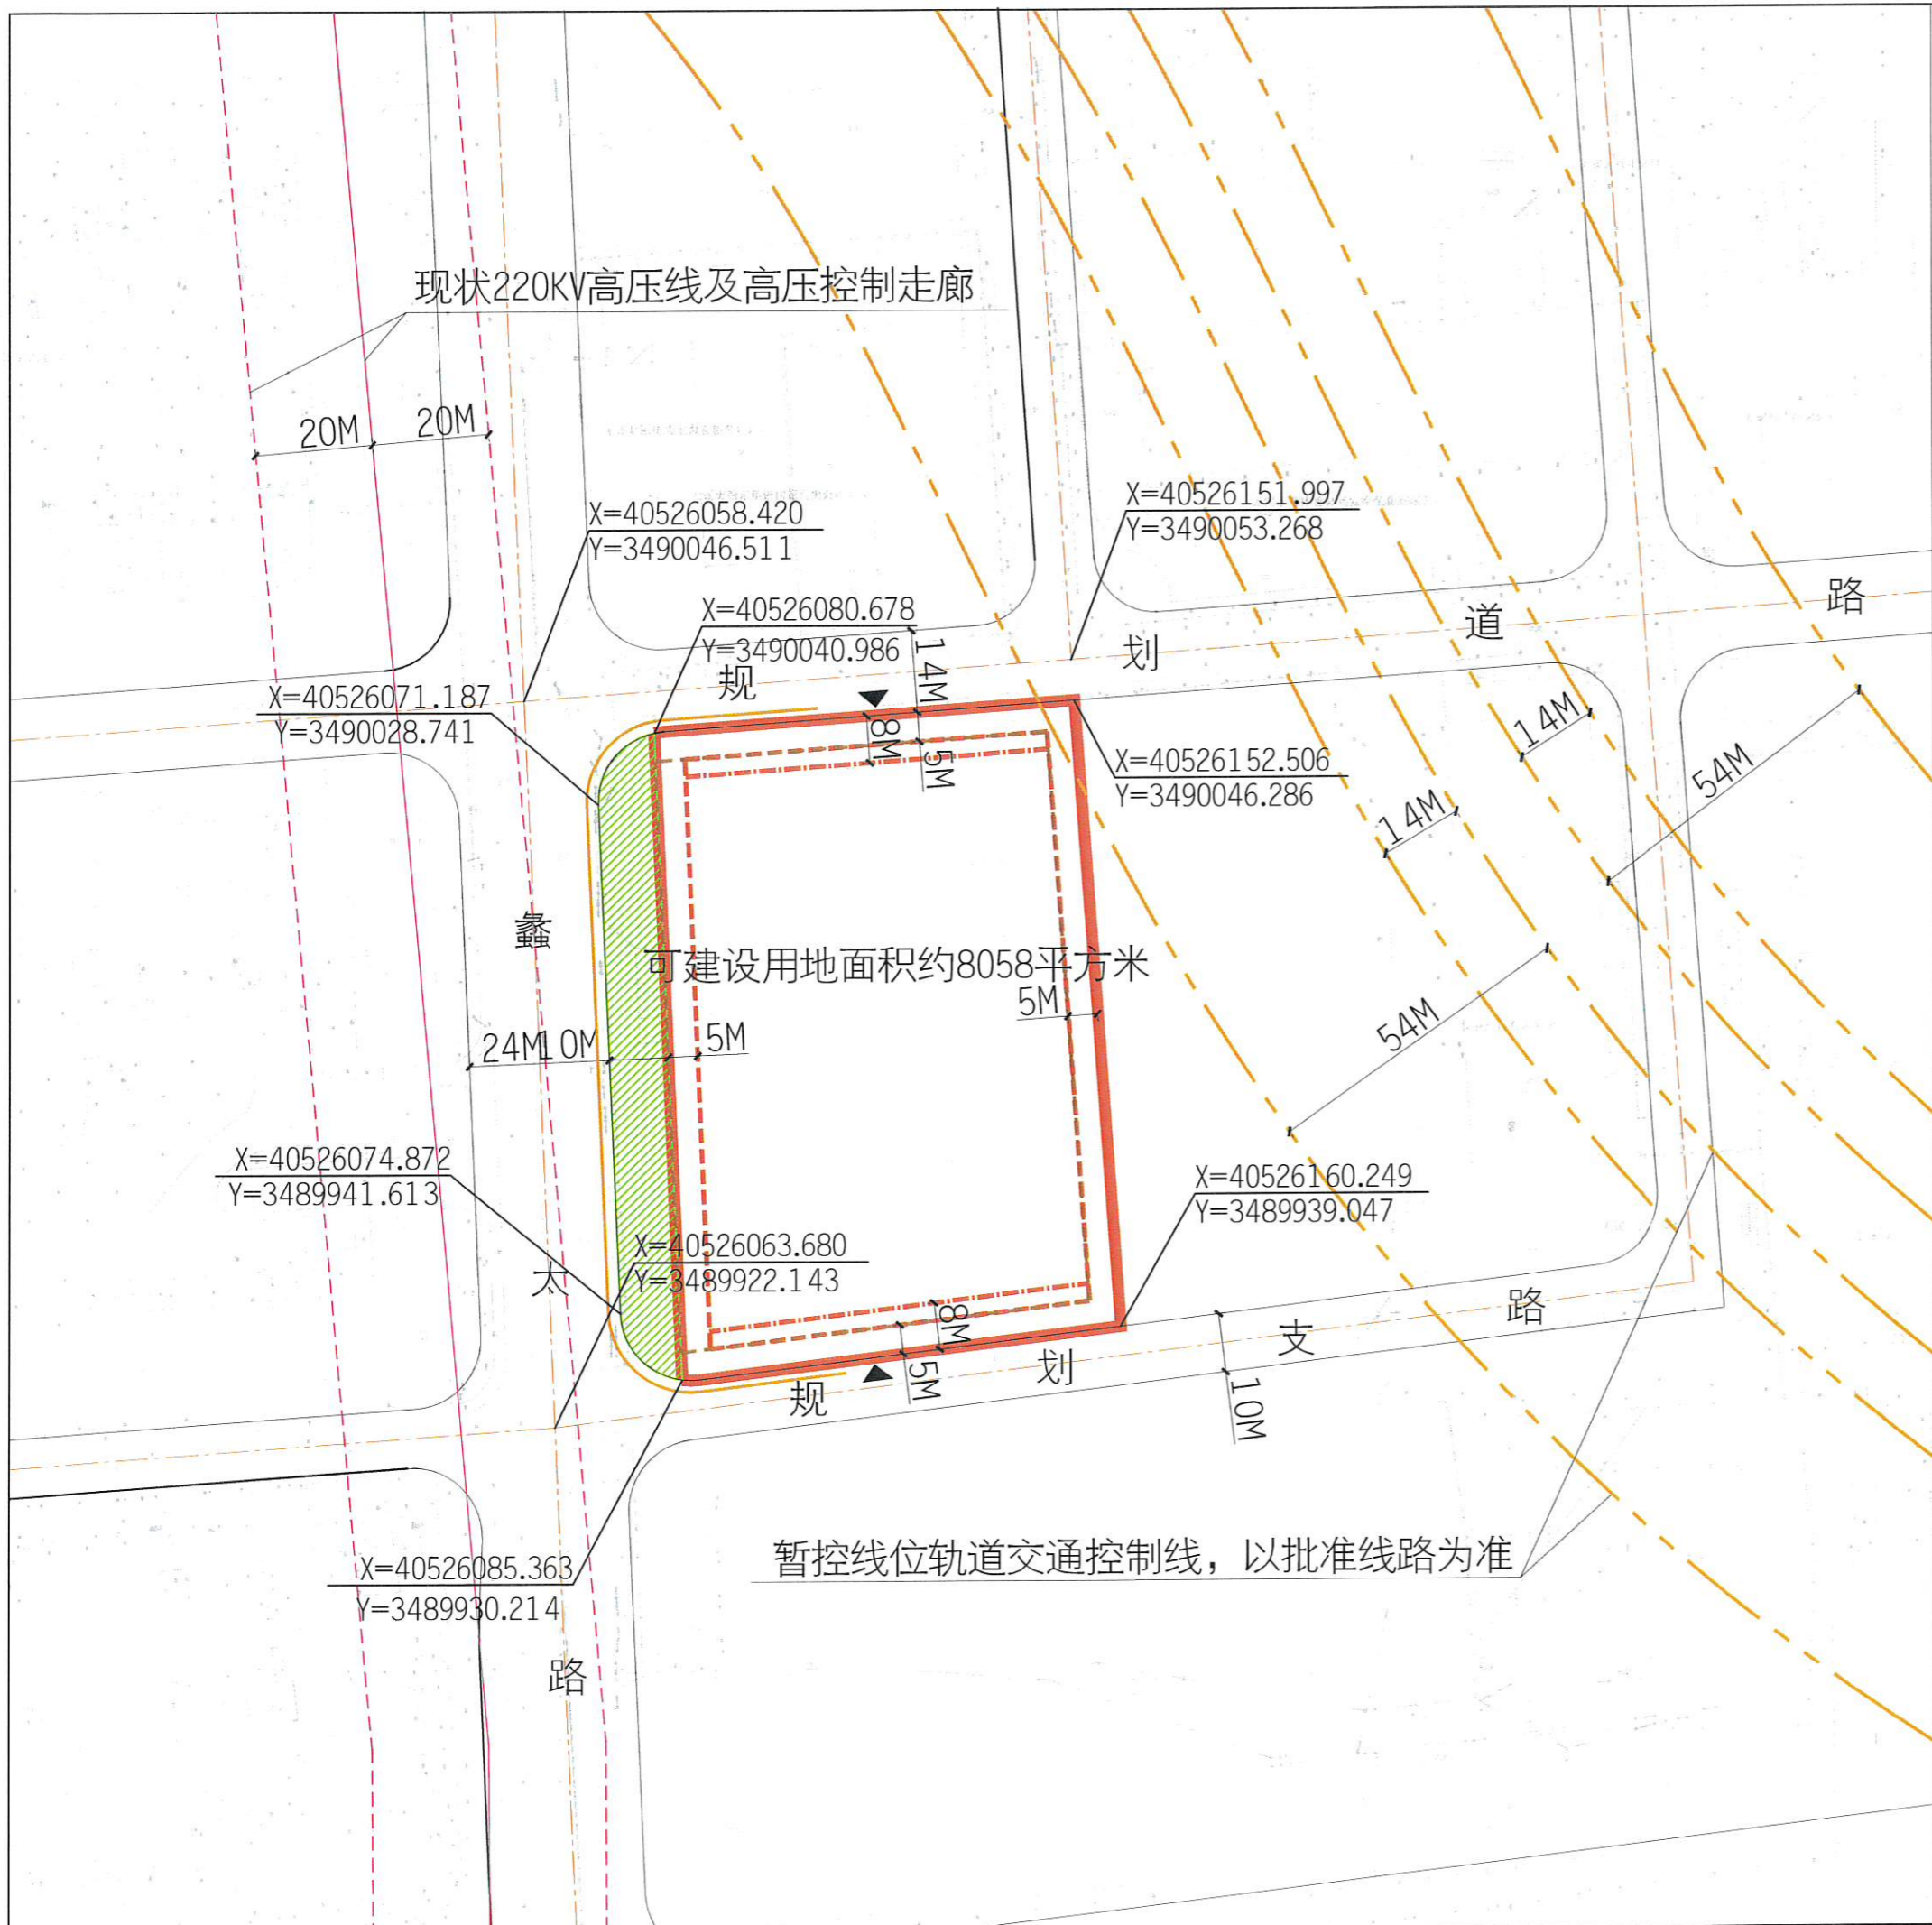 现状220KV高压线及高压控制走廊
20M
20M
X=40526058.420
Y=3490046.511
X=40526151.997
Y=3490053.268
X=40526080.678
Y=3490040.986
14M
规
划
道
路
X=40526071.187
Y=3490028.741
8M
5M
X=40526152.506
Y=3490046.286
14M
54M
14M
蠡
可建设用地面积约8058平方米
5M
24M
10M
5M
54M
X=40526074.872
Y=3489941.613
X=40526160.249
Y=3489939.047
X=40526063.680
Y=3489922.143
太
8M
5M
规
划
支
路
10M
暂控线位轨道交通控制线，以批准线路为准
X=40526085.363
Y=3489930.214
路